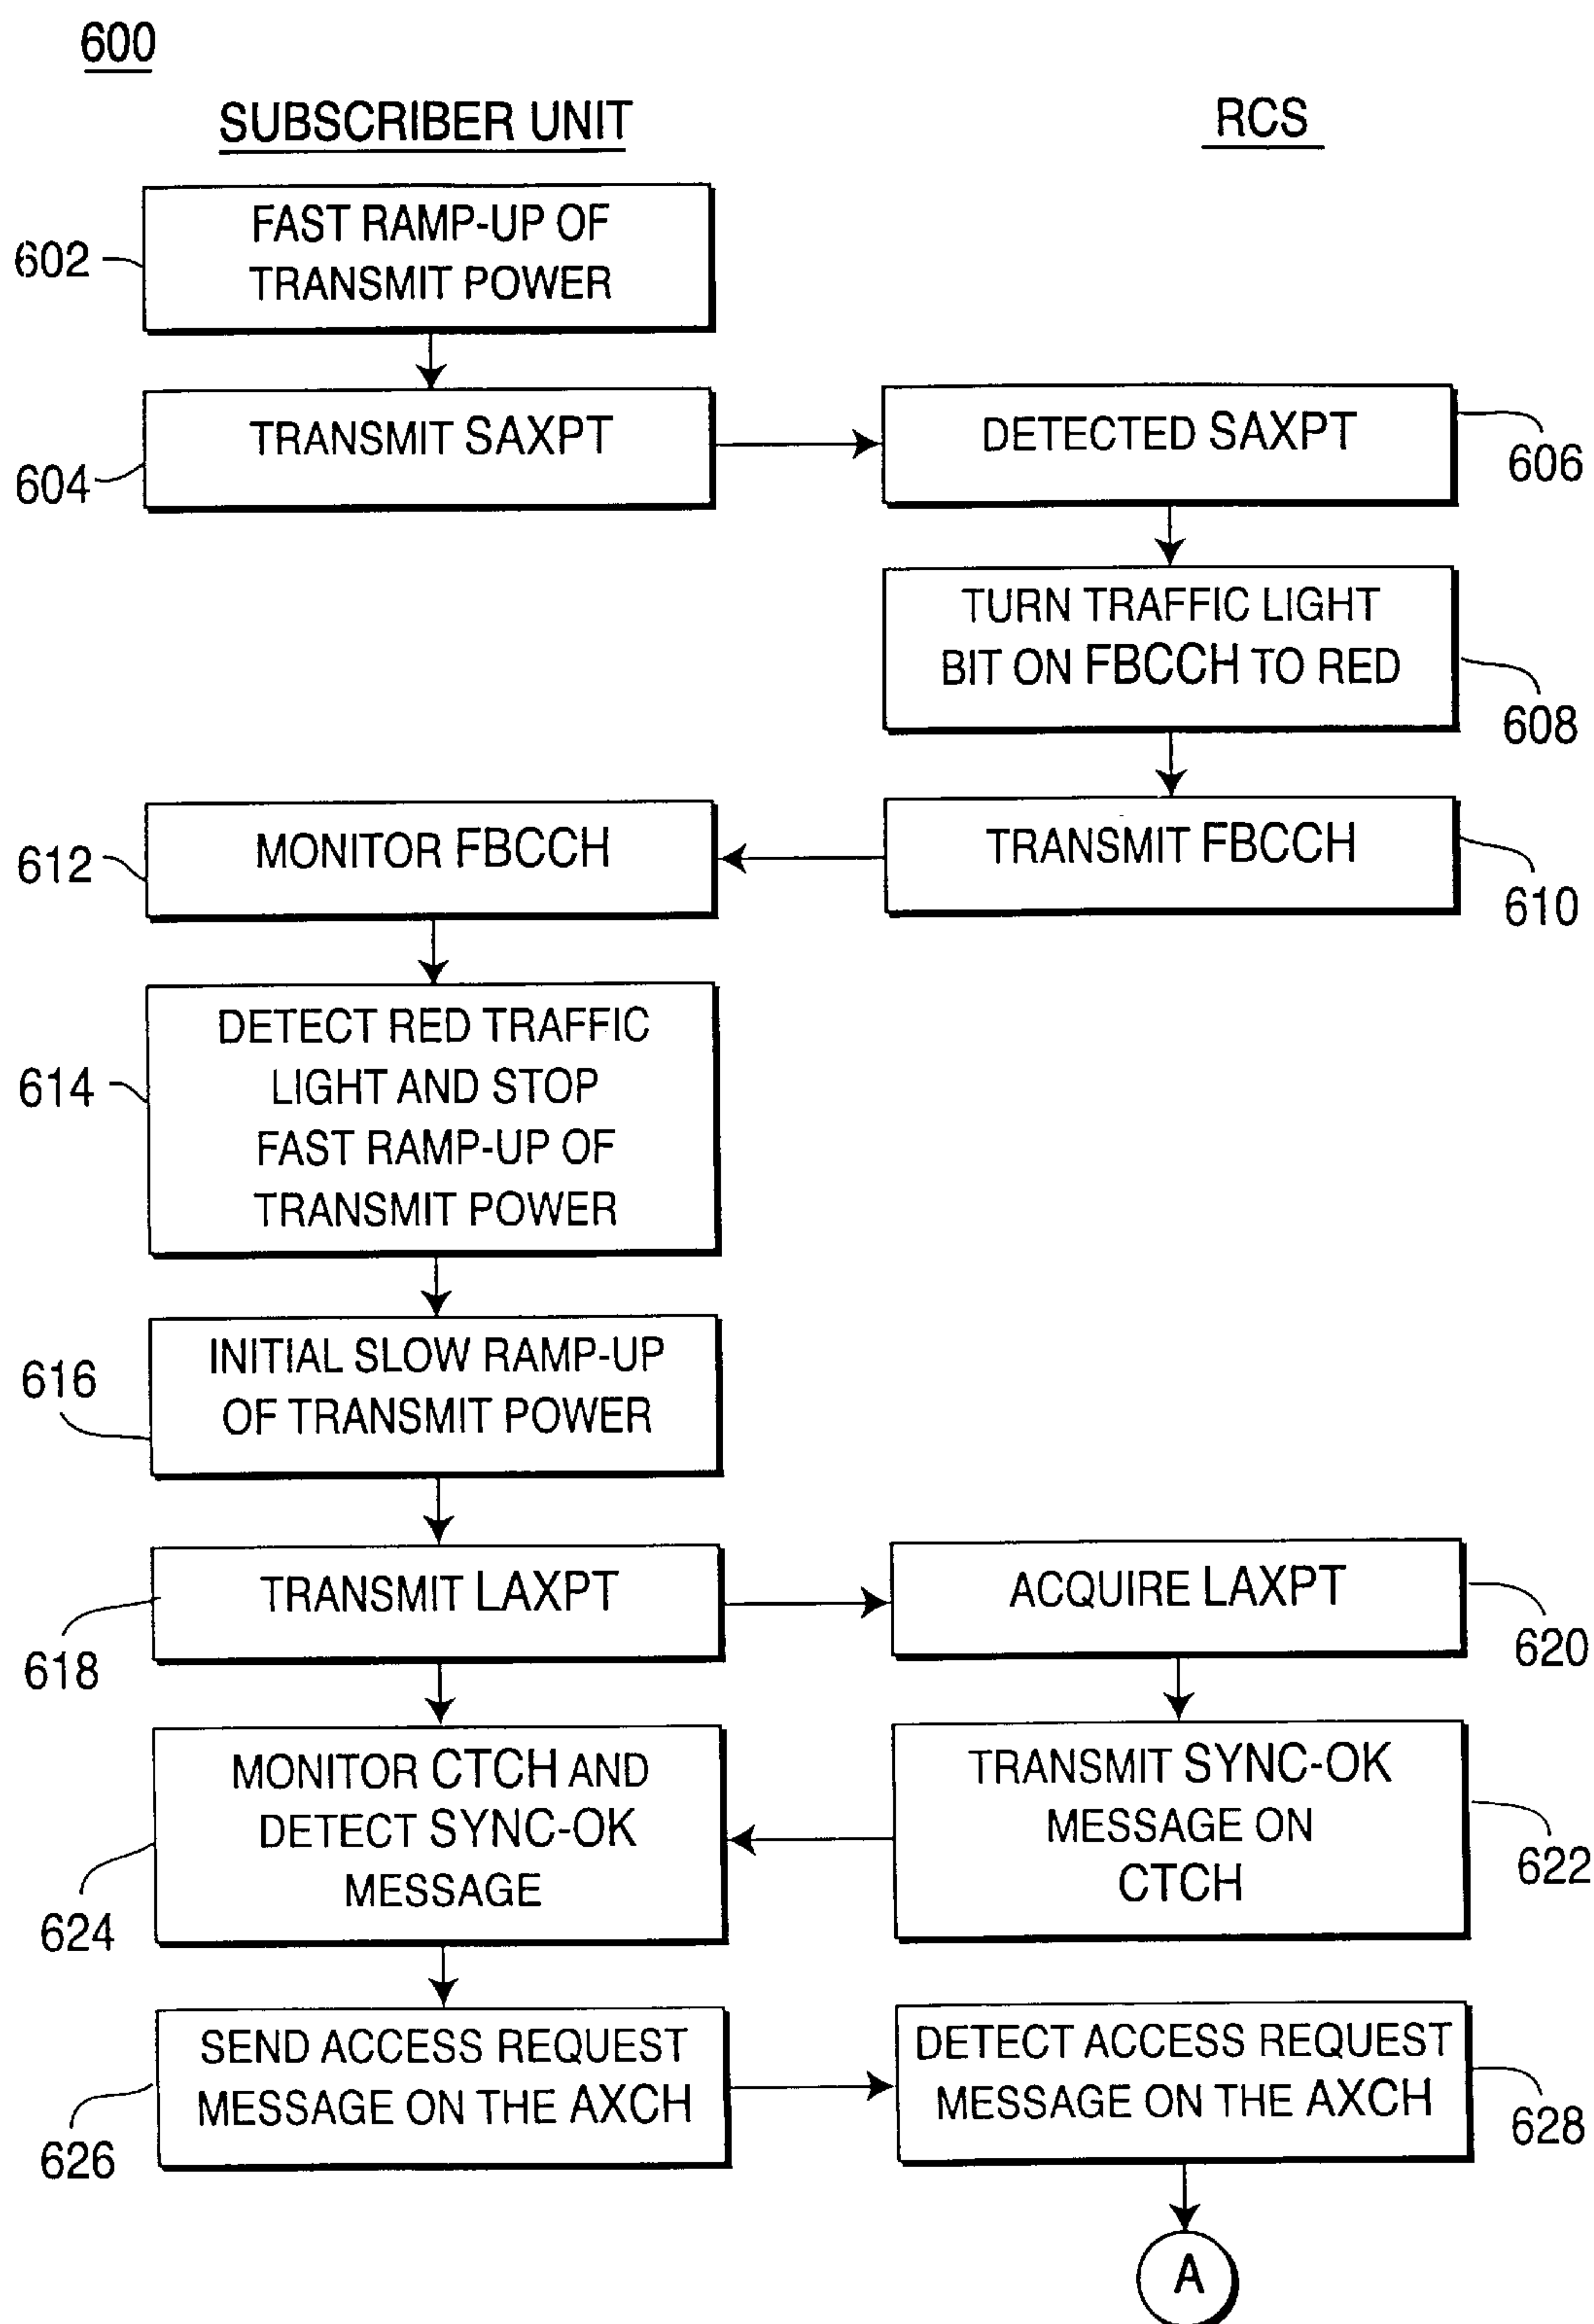 600
SUBSCRIBER UNIT
RCS
602
FAST RAMP-UP OF
TRANSMIT POWER
604
TRANSMIT SAXPT
DETECTED SAXPT
606
TURN TRAFFIC LIGHT
BIT ON FBCCH TO RED
608
612
MONITOR FBCCH
TRANSMIT FBCCH
610
614
DETECT RED TRAFFIC
LIGHT AND STOP
FAST RAMP-UP OF
TRANSMIT POWER
616
INITIAL SLOW RAMP-UP
OF TRANSMIT POWER
618
TRANSMIT LAXPT
ACQUIRE LAXPT
620
624
MONITOR CTCH AND
DETECT SYNC-OK
MESSAGE
TRANSMIT SYNC-OK
MESSAGE ON
CTCH
622
626
SEND ACCESS REQUEST
MESSAGE ON THE AXCH
DETECT ACCESS REQUEST
MESSAGE ON THE AXCH
628
A